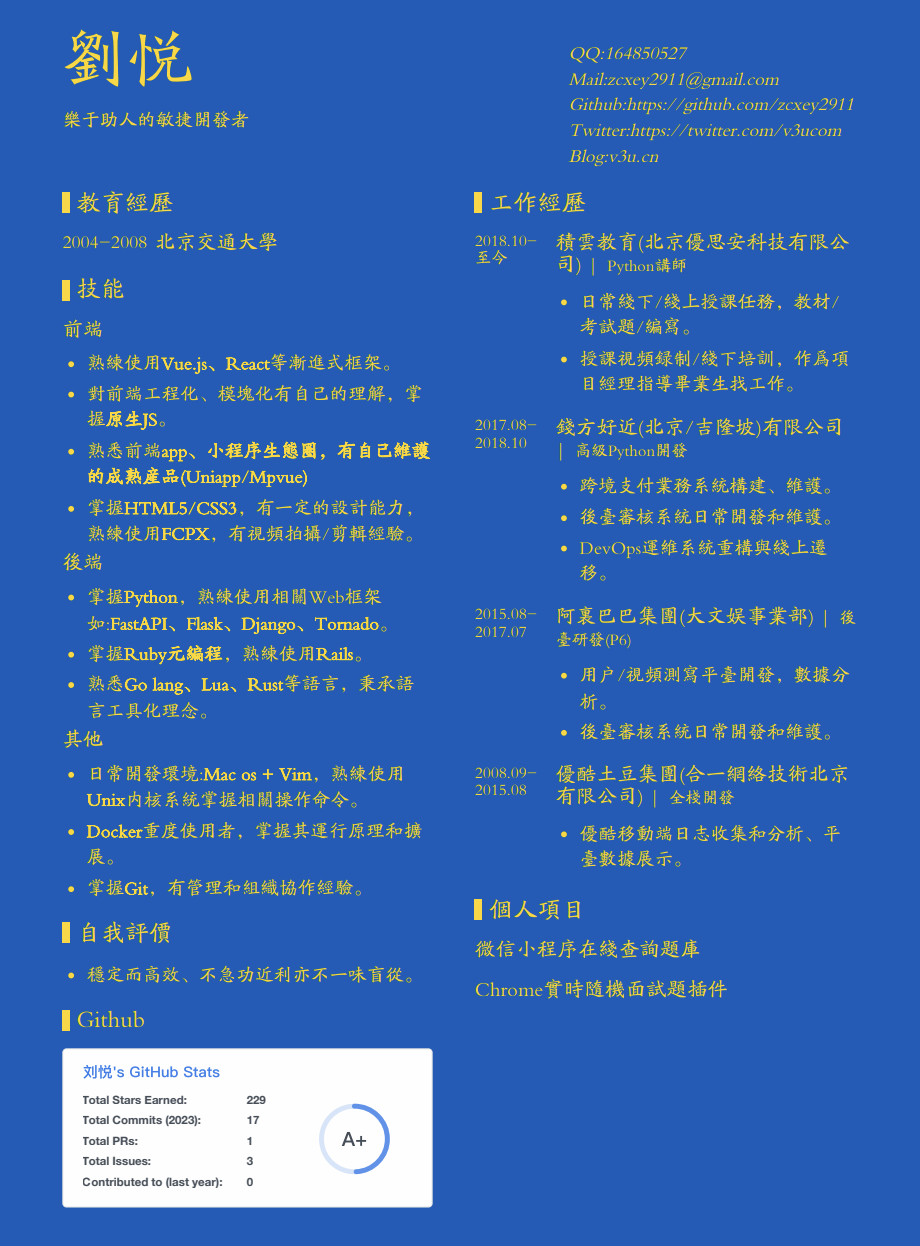 劉悦
樂于助人的敏捷開發者
QQ:164850527
Mail:zcxey2911@gmail.com
Github:https://github.com/zcxey2911
Twitter:https://twitter.com/v3ucom
Blog:v3u.cn
教育經歷
2004-2008 北京交通大學
技能
前端
• 熟練使用Vue.js、React等漸進式框架。
• 對前端工程化、模塊化有自己的理解，掌
握原生JS。
• 熟悉前端app、小程序生態圈，有自己維護
的成熟産品(Uniapp/Mpvue)
• 掌握HTML5/CSS3，有一定的設計能力，
熟練使用FCPX，有視頻拍攝/剪輯經驗。
後端
• 掌握Python，熟練使用相關Web框架
如:FastAPI、Flask、Django、Tornado。
• 掌握Ruby元編程，熟練使用Rails。
• 熟悉Go lang、Lua、Rust等語言，秉承語
言工具化理念。
其他
• 日常開發環境:Mac os + Vim，熟練使用
Unix内核系統掌握相關操作命令。
• Docker重度使用者，掌握其運行原理和擴
展。
• 掌握Git，有管理和組織協作經驗。
自我評價
• 穩定而高效、不急功近利亦不一味盲從。
Github
刘悦's GitHub Stats
Total Stars Earned: 229
Total Commits (2023): 17
Total PRs: 1
Total Issues: 3
Contributed to (last year): 0
A+
工作經歷
2018.10-
至今
積雲教育(北京優思安科技有限公
司) | Python講師
• 日常綫下/綫上授課任務，教材/
考試題/編寫。
• 授課視頻録制/綫下培訓，作爲項
目經理指導畢業生找工作。
2017.08-
2018.10
錢方好近(北京/吉隆坡)有限公司
| 高級Python開發
• 跨境支付業務系統構建、維護。
• 後臺審核系統日常開發和維護。
• DevOps運維系統重構與綫上遷
移。
2015.08-
2017.07
阿裏巴巴集團(大文娱事業部) | 後
臺研發(P6)
• 用户/視頻測寫平臺開發，數據分
析。
• 後臺審核系統日常開發和維護。
2008.09-
2015.08
優酷土豆集團(合一網絡技術北京
有限公司) | 全棧開發
• 優酷移動端日志收集和分析、平
臺數據展示。
個人項目
微信小程序在綫查詢題庫
Chrome實時隨機面試題插件